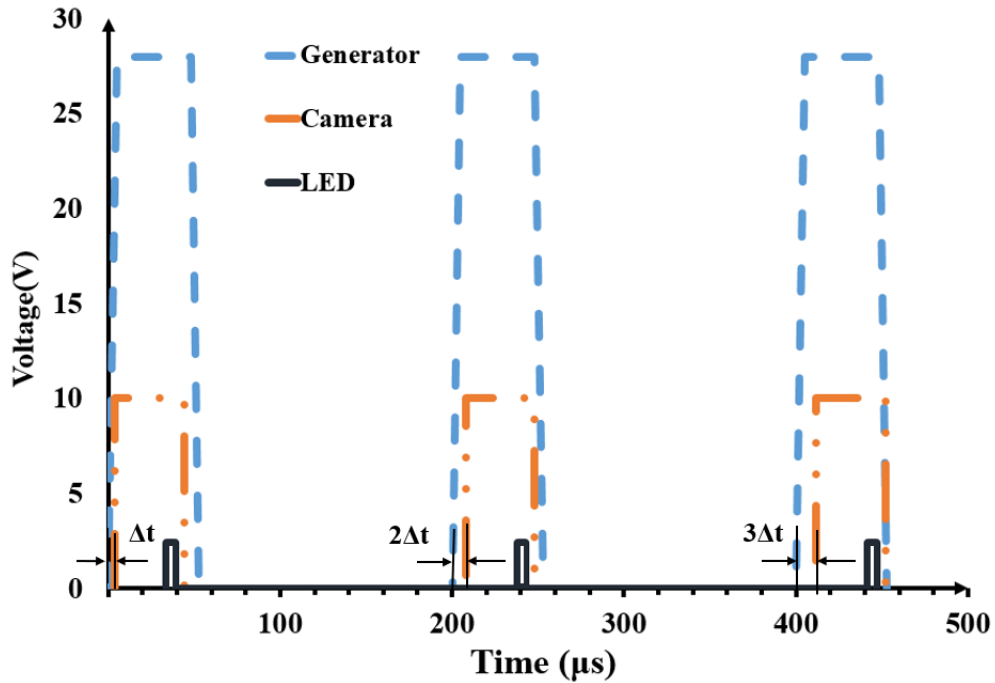 30
25
20
15
10
5
0
Voltage(V)
Generator
Camera
LED
Δt
2Δt
3Δt
100
200
300
400
500
Time (μs)